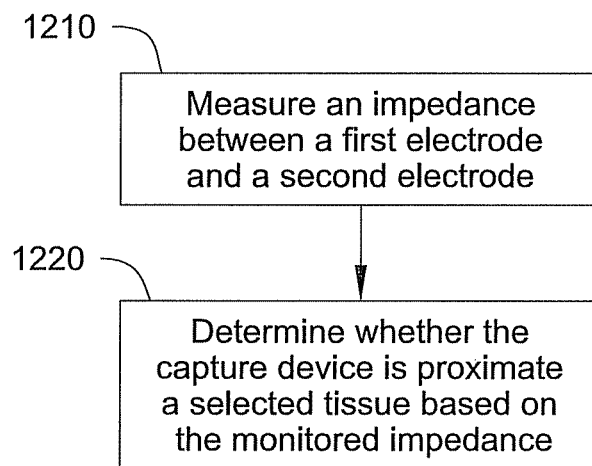 1210
Measure an impedance
between a first electrode
and a second electrode
1220
Determine whether the
capture device is proximate
a selected tissue based on
the monitored impedance